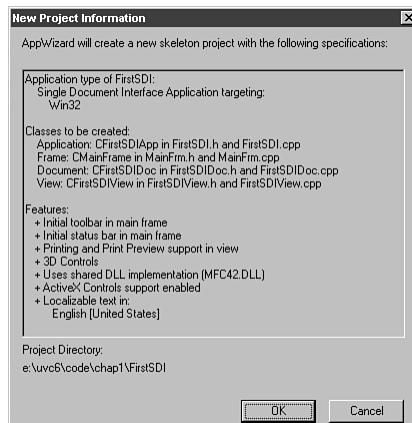 New Project Information
AppWizard will create a new skeleton project with the following specifications:
Application type of FirstSDI:
Single Document Interface Application targeting:
Win32
Classes to be created:
Application: CFirstSDIApp in FirstSDI.h and FirstSDI.cpp
Frame: CMainFrame in MainFrm.h and MainFrm.cpp
Document: CFirstSDIDoc in FirstSDIDoc.h and FirstSDIDoc.cpp
View: CFirstSDIView in FirstSDIView.h and FirstSDIView.cpp
Features:
+ Initial toolbar in main frame
+ Initial status bar in main frame
+ Printing and Print Preview support in view
+ 3D Controls
+ Uses shared DLL implementation (MFC42.DLL)
+ ActiveX Controls support enabled
+ Localizable text in:
English [United States]
Project Directory:
e:\uvc6\code\chap1\FirstSDI
OK Cancel